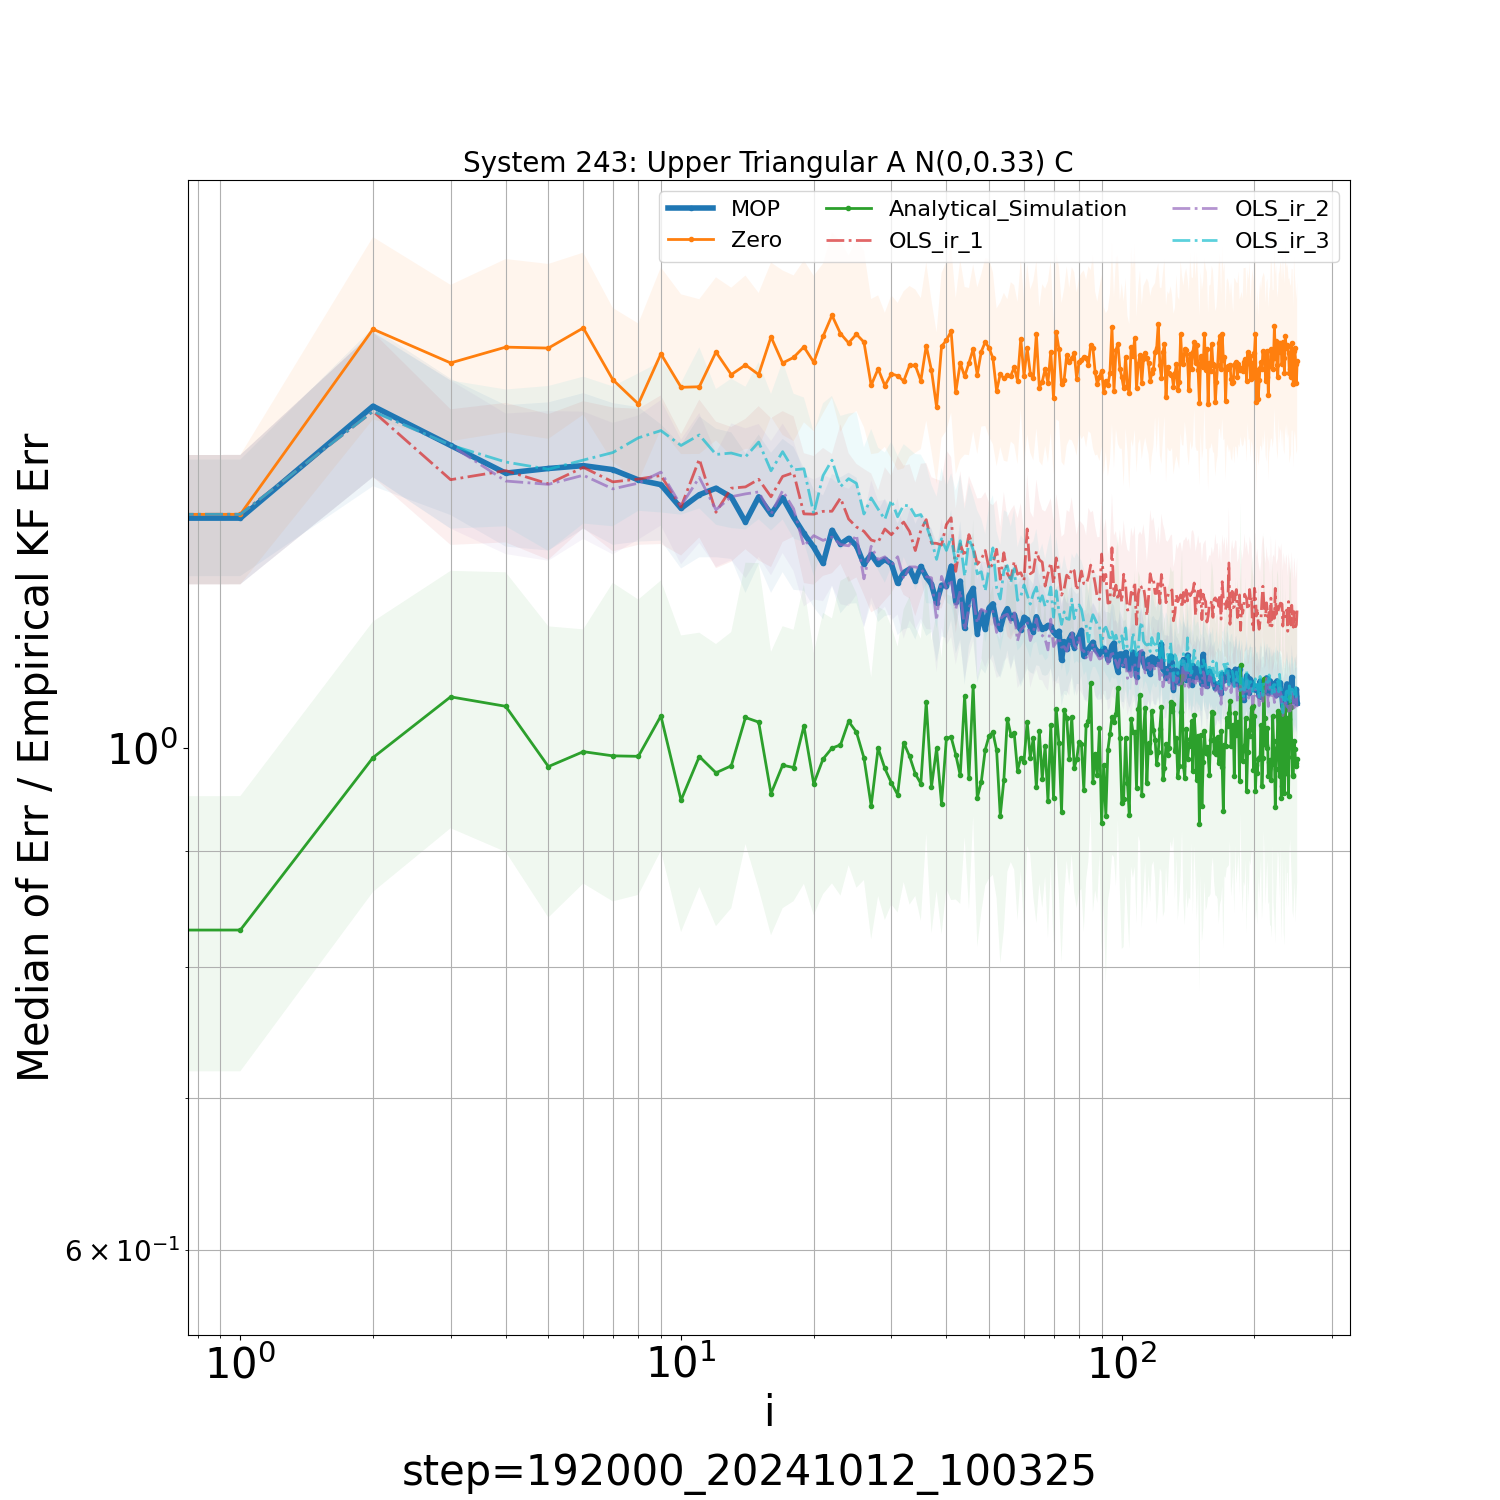 System 243: Upper Triangular A N(0,0.33) C
MOP
Zero
Analytical_Simulation
OLS_ir_1
OLS_ir_2
OLS_ir_3
Median of Err / Empirical KF Err
10⁰
6 × 10⁻¹
10⁰ 10¹ 10²
i
step=192000_20241012_100325